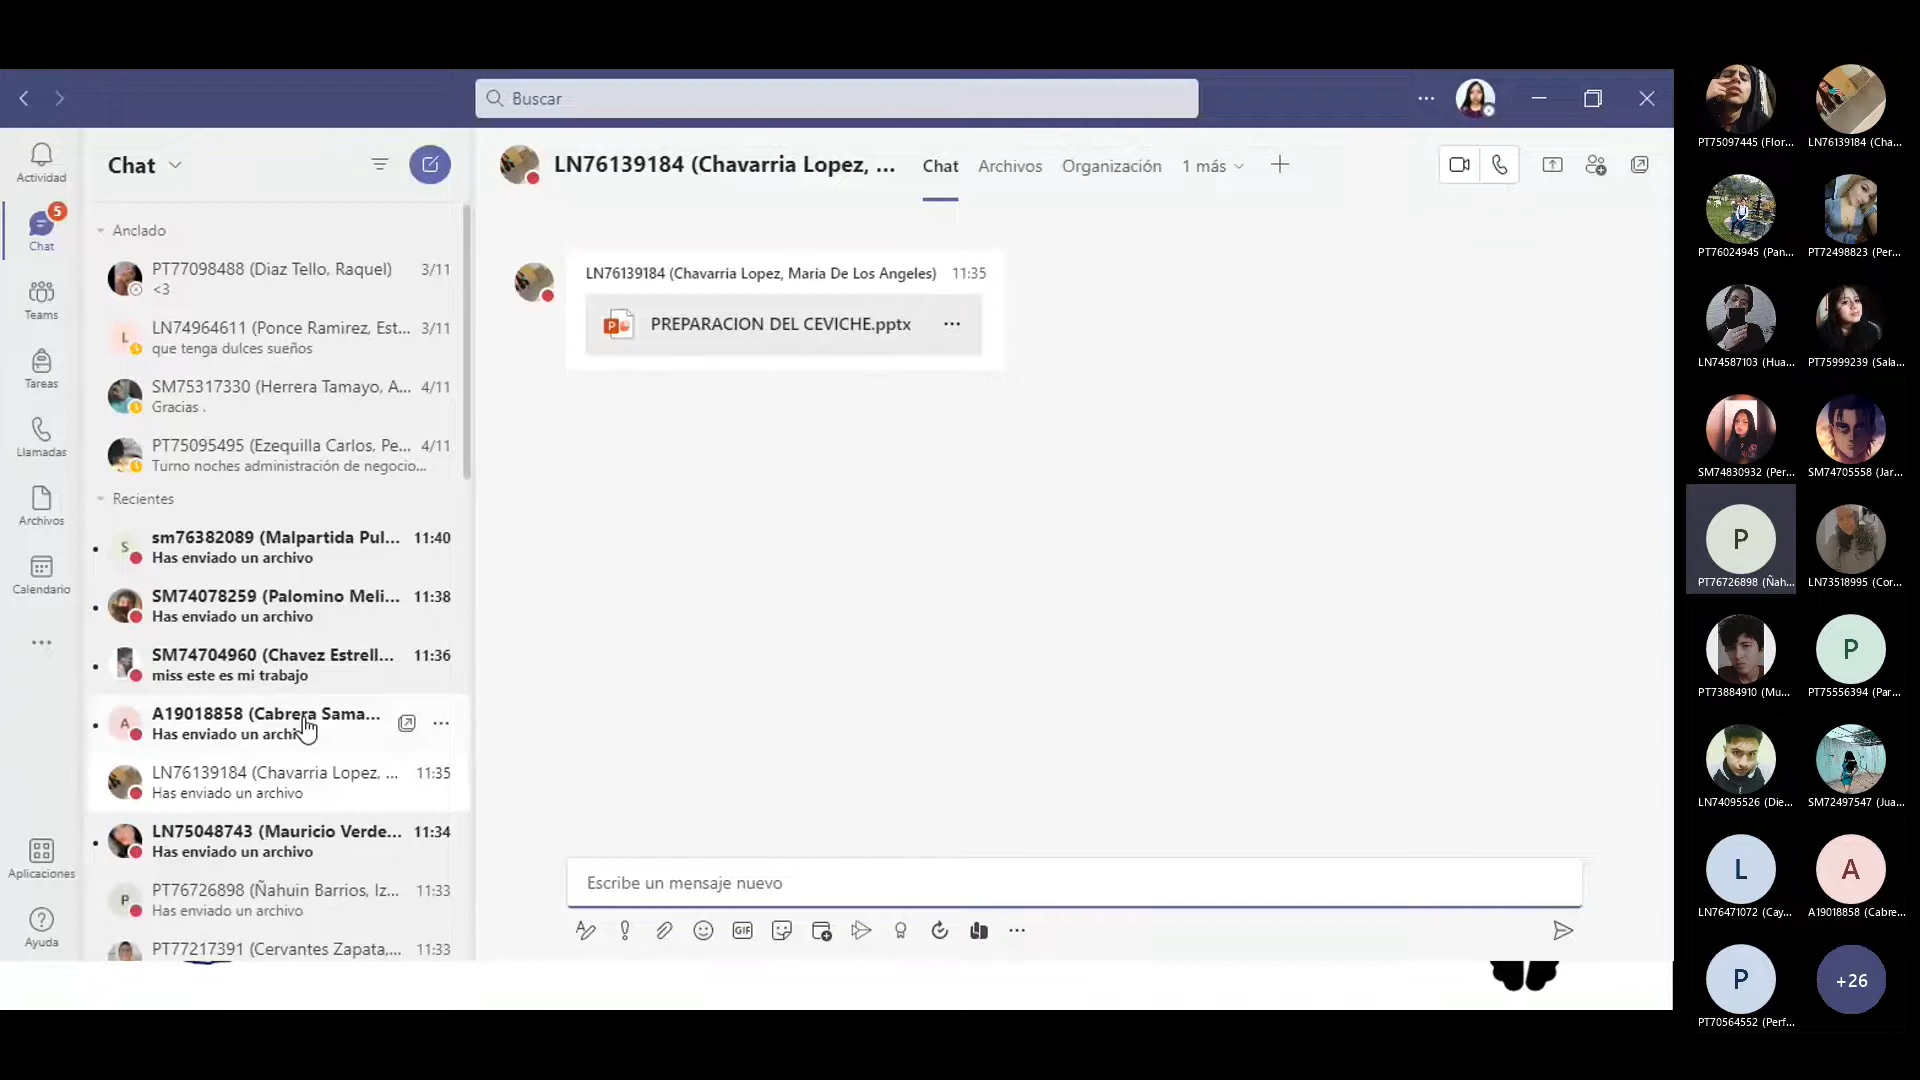 Buscar
Actividad
5
Chat
Teams
Tareas
Llamadas
Archivos
Calendario
Aplicaciones
Ayuda
Chat
Anclado
PT77098488 (Diaz Tello, Raquel) 3/11
<3
L
LN74964611 (Ponce Ramirez, Est... 3/11
que tenga dulces sueños
SM75317330 (Herrera Tamayo, A... 4/11
Gracias .
PT75095495 (Ezequilla Carlos, Pe... 4/11
Turno noches administración de negocio...
Recientes
S
sm76382089 (Malpartida Pul... 11:40
Has enviado un archivo
SM74078259 (Palomino Meli... 11:38
Has enviado un archivo
SM74704960 (Chavez Estrell... 11:36
miss este es mi trabajo
A
A19018858 (Cabrera Sama...
Has enviado un archi
LN76139184 (Chavarria Lopez, ... 11:35
Has enviado un archivo
LN75048743 (Mauricio Verde... 11:34
Has enviado un archivo
P
PT76726898 (Ñahuin Barrios, Iz... 11:33
Has enviado un archivo
PT77217391 (Cervantes Zapata,... 11:33
LN76139184 (Chavarria Lopez, ... Chat Archivos Organización 1 más
LN76139184 (Chavarria Lopez, Maria De Los Angeles) 11:35
PREPARACION DEL CEVICHE.pptx
Escribe un mensaje nuevo
GIF
PT75097445 (Flor... LN76139184 (Cha...
PT76024945 (Pan... PT72498823 (Per...
LN74587103 (Hua... PT75999239 (Sala...
SM74830932 (Per... SM74705558 (Jar...
P
PT76726898 (Ñah... LN73518995 (Cor...
P
PT73884910 (Mu... PT75556394 (Par...
LN74095526 (Die... SM72497547 (Jua...
L A
LN76471072 (Cay... A19018858 (Cabre...
P +26
PT70564552 (Perf...